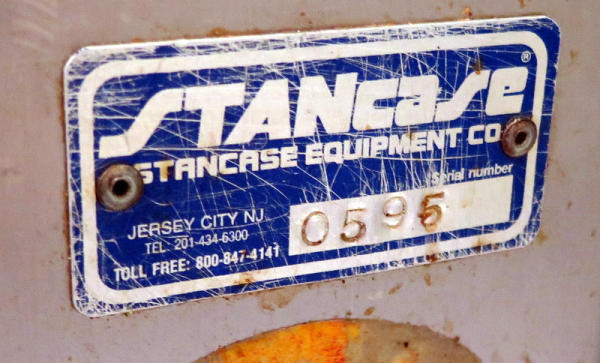 STANCASE®
STANCASE EQUIPMENT CO
Serial number
0595
JERSEY CITY NJ.
TEL. 201-434-6300
TOLL FREE: 800-847-4141